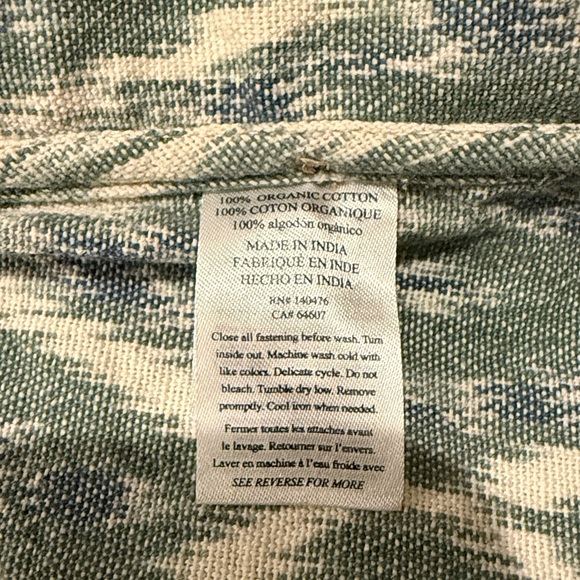 100% ORGANIC COTTON
100% COTON ORGANIQUE
100% algodón orgánico
MADE IN INDIA
FABRIQUÉ EN INDE
HECHO EN INDIA
RN# 140476
CA# 64607
Close all fastening before wash. Turn
inside out. Machine wash cold with
like colors. Delicate cycle. Do not
bleach. Tumble dry low. Remove
promptly. Cool iron when needed.
Fermer toutes les attaches avant
le lavage. Retourner sur l'envers.
Laver en machine á l'eau froide avec
SEE REVERSE FOR MORE